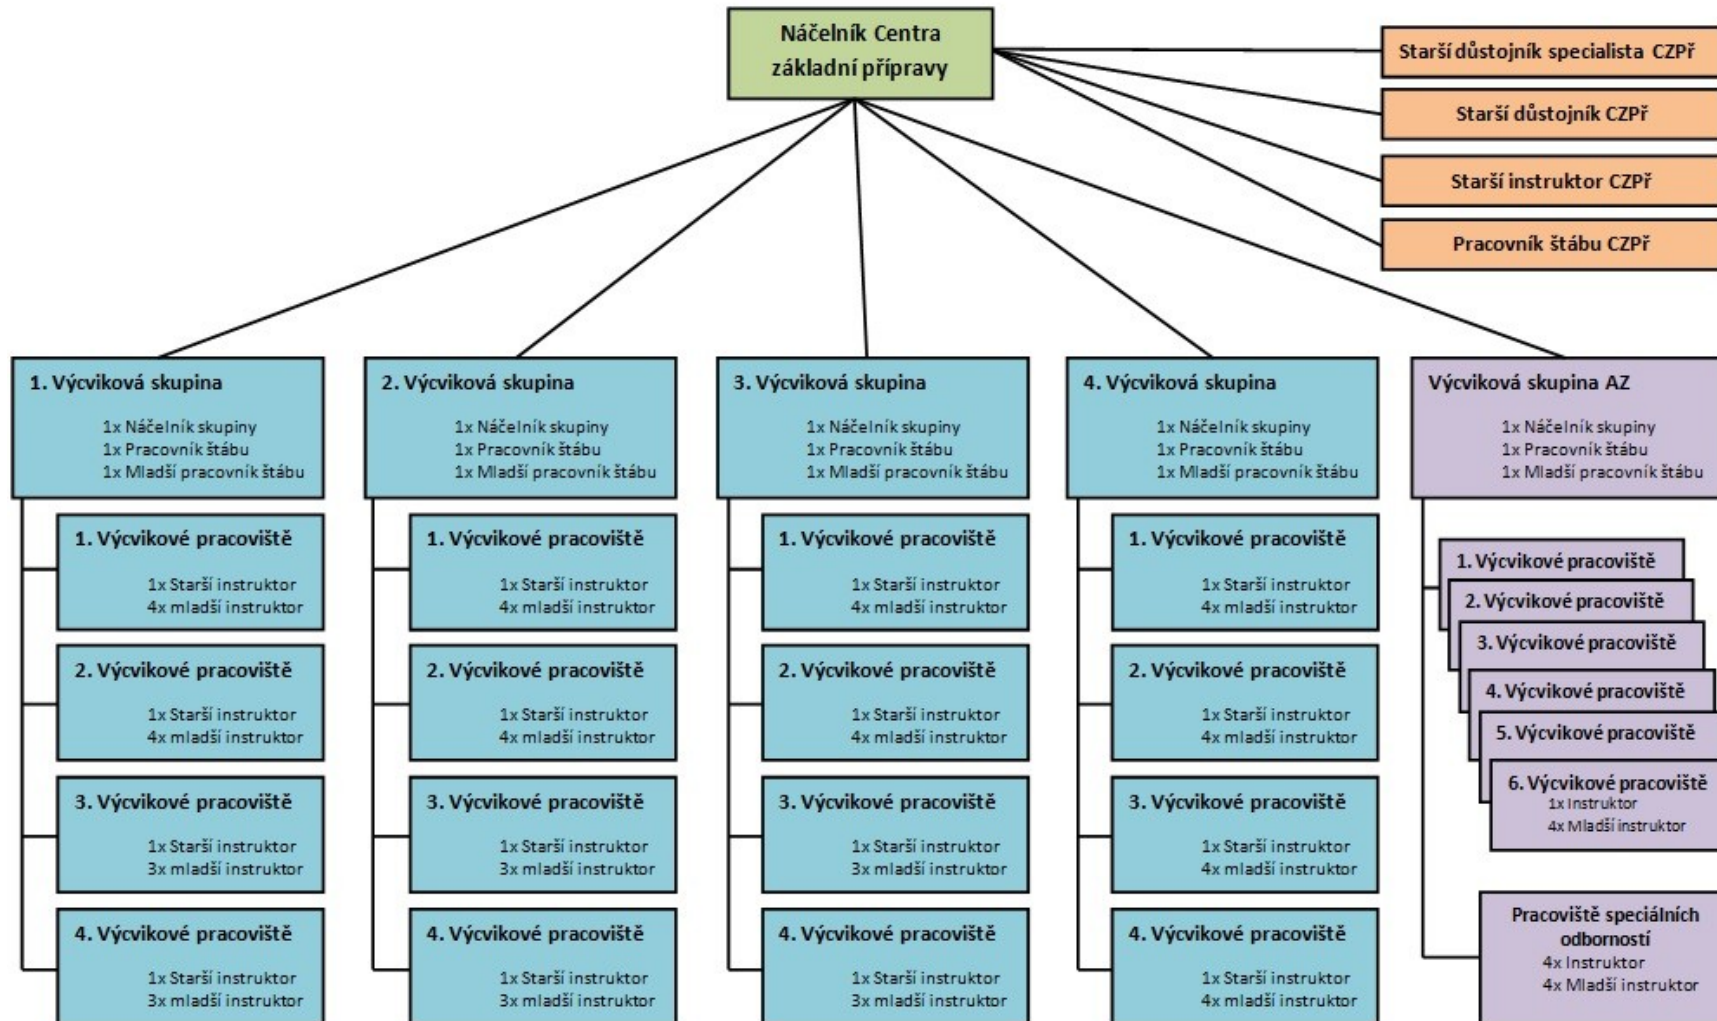 Náčelník Centra
základní přípravy
Starší důstojník specialista CZPř
Starší důstojník CZPř
Starší instruktor CZPř
Pracovník štábu CZPř
1. Výcviková skupina
1x Náčelník skupiny
1x Pracovník štábu
1x Mladší pracovník štábu
1. Výcvikové pracoviště
1x Starší instruktor
4x mladší instruktor
2. Výcvikové pracoviště
1x Starší instruktor
4x mladší instruktor
3. Výcvikové pracoviště
1x Starší instruktor
3x mladší instruktor
4. Výcvikové pracoviště
1x Starší instruktor
3x mladší instruktor
2. Výcviková skupina
1x Náčelník skupiny
1x Pracovník štábu
1x Mladší pracovník štábu
1. Výcvikové pracoviště
1x Starší instruktor
4x mladší instruktor
2. Výcvikové pracoviště
1x Starší instruktor
4x mladší instruktor
3. Výcvikové pracoviště
1x Starší instruktor
3x mladší instruktor
4. Výcvikové pracoviště
1x Starší instruktor
3x mladší instruktor
3. Výcviková skupina
1x Náčelník skupiny
1x Pracovník štábu
1x Mladší pracovník štábu
1. Výcvikové pracoviště
1x Starší instruktor
4x mladší instruktor
2. Výcvikové pracoviště
1x Starší instruktor
4x mladší instruktor
3. Výcvikové pracoviště
1x Starší instruktor
3x mladší instruktor
4. Výcvikové pracoviště
1x Starší instruktor
3x mladší instruktor
4. Výcviková skupina
1x Náčelník skupiny
1x Pracovník štábu
1x Mladší pracovník štábu
1. Výcvikové pracoviště
1x Starší instruktor
4x mladší instruktor
2. Výcvikové pracoviště
1x Starší instruktor
4x mladší instruktor
3. Výcvikové pracoviště
1x Starší instruktor
4x mladší instruktor
4. Výcvikové pracoviště
1x Starší instruktor
4x mladší instruktor
Výcviková skupina AZ
1x Náčelník skupiny
1x Pracovník štábu
1x Mladší pracovník štábu
1. Výcvikové pracoviště
2. Výcvikové pracoviště
3. Výcvikové pracoviště
4. Výcvikové pracoviště
5. Výcvikové pracoviště
6. Výcvikové pracoviště
1x Instruktor
4x Mladší instruktor
Pracoviště speciálních
odborností
4x Instruktor
4x Mladší instruktor